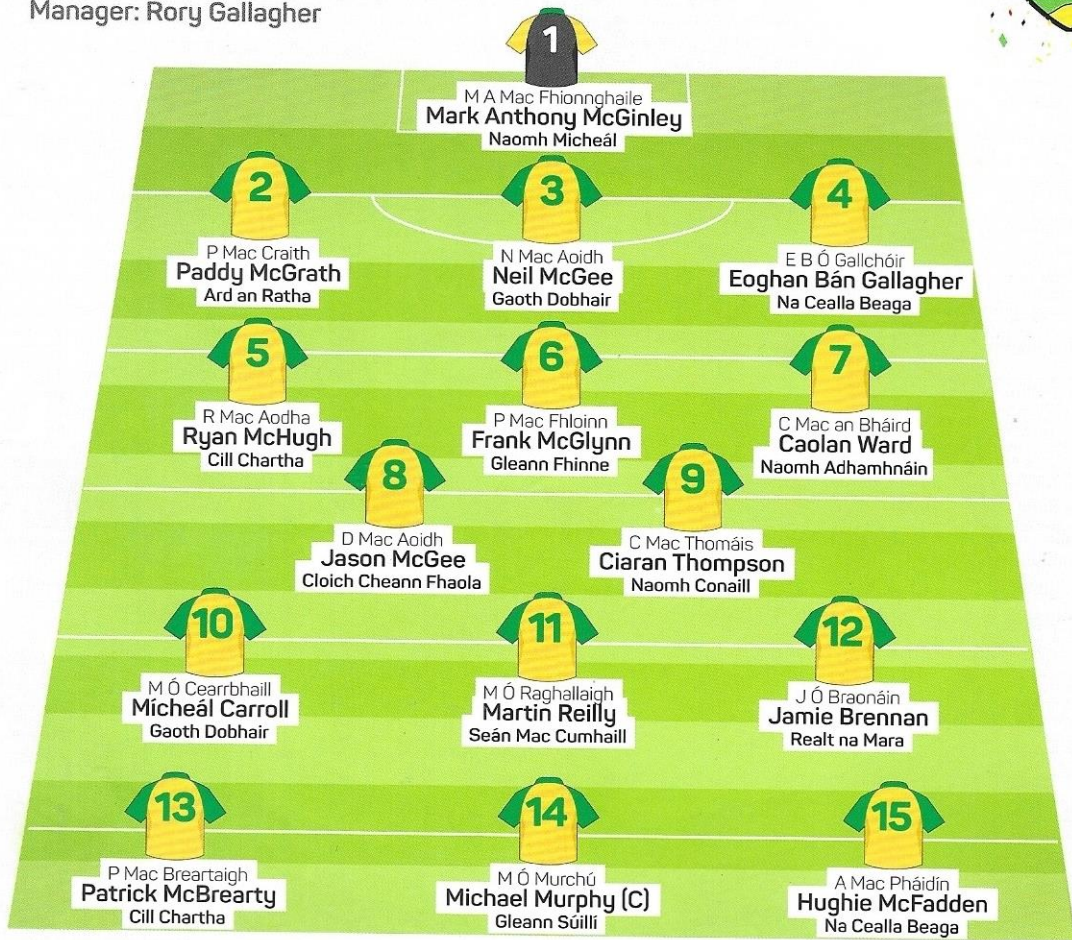 Manager: Rory Gallagher
1
M A Mac Fhionnghaile
Mark Anthony McGinley
Naomh Micheál
2
P Mac Craith
Paddy McGrath
Ard an Ratha
3
N Mac Aoidh
Neil McGee
Gaoth Dobhair
4
E B Ó Gallchóir
Eoghan Bán Gallagher
Na Cealla Beaga
5
R Mac Aodha
Ryan McHugh
Cill Chartha
6
P Mac Fhloinn
Frank McGlynn
Gleann Fhinne
7
C Mac an Bháird
Caolan Ward
Naomh Adhamhnáin
8
D Mac Aoidh
Jason McGee
Cloich Cheann Fhaola
9
C Mac Thomáis
Ciaran Thompson
Naomh Conaill
10
M Ó Cearrbhaill
Mícheál Carroll
Gaoth Dobhair
11
M Ó Raghallaigh
Martin Reilly
Seán Mac Cumhaill
12
J Ó Braonáin
Jamie Brennan
Realt na Mara
13
P Mac Breartaigh
Patrick McBrearty
Cill Chartha
14
M Ó Murchú
Michael Murphy (C)
Gleann Súillí
15
A Mac Pháidín
Hughie McFadden
Na Cealla Beaga